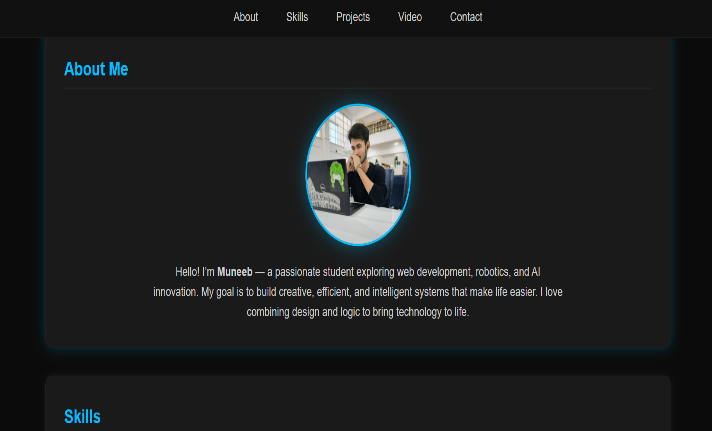 About Skills Projects Video Contact
About Me
Hello! I'm Muneeb — a passionate student exploring web development, robotics, and AI
innovation. My goal is to build creative, efficient, and intelligent systems that make life easier. I love
combining design and logic to bring technology to life.
Skills